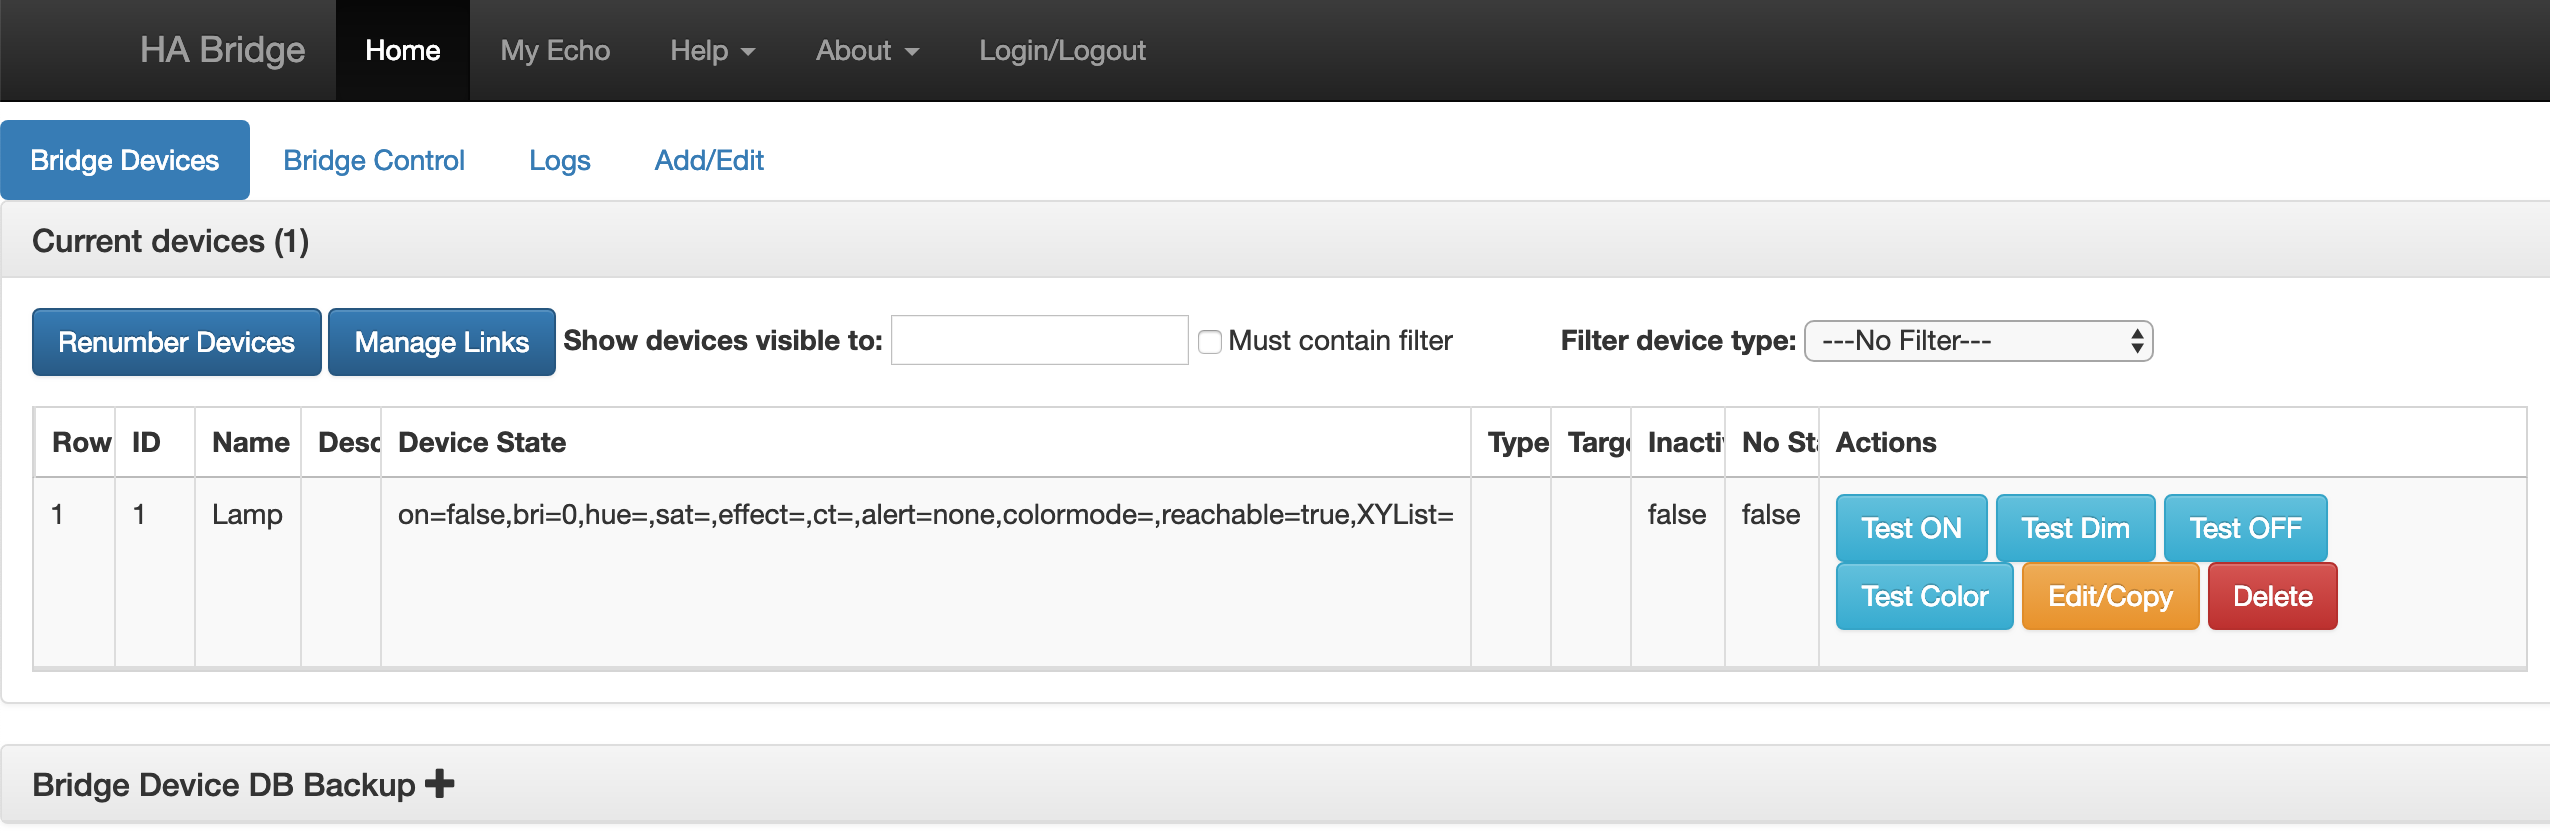 HA Bridge Home My Echo Help About Login/Logout
Bridge Devices Bridge Control Logs Add/Edit
Current devices (1)
Renumber Devices Manage Links Show devices visible to: Must contain filter Filter device type: ---No Filter---
Row ID Name Desc Device State Type Targe Inacti No Sta Actions
1 1 Lamp on=false,bri=0,hue=,sat=,effect=,ct=,alert=none,colormode=,reachable=true,XYList= false false Test ON Test Dim Test OFF
Test Color Edit/Copy Delete
Bridge Device DB Backup